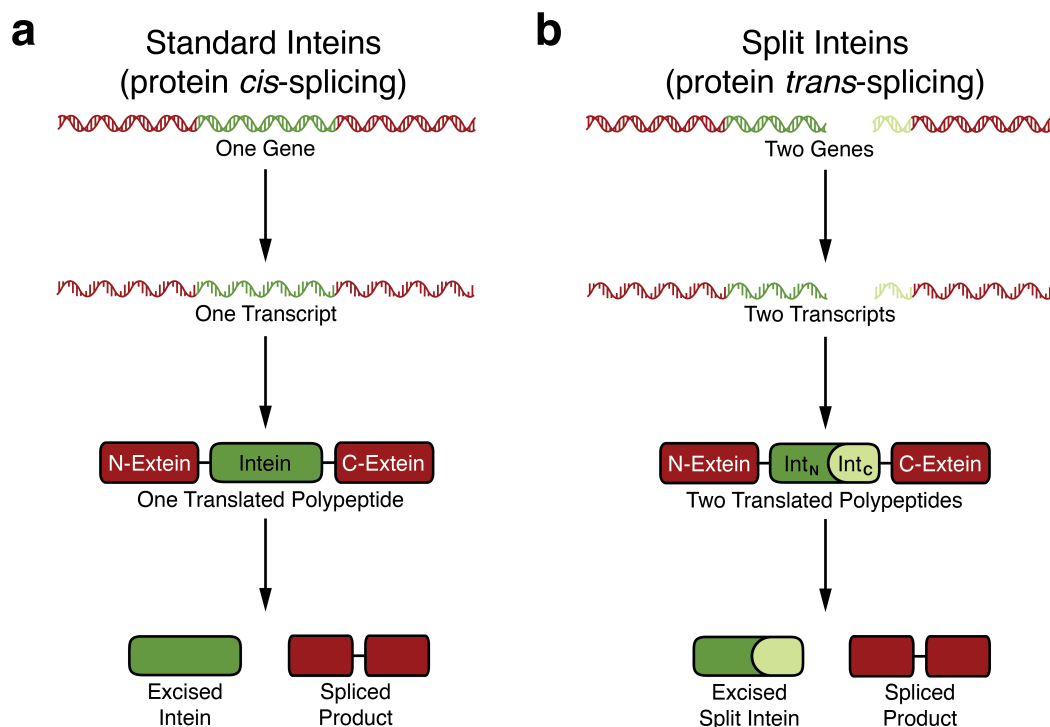 a
Standard Inteins
(protein cis-splicing)
One Gene
One Transcript
N-Extein
Intein
C-Extein
One Translated Polypeptide
Excised
Intein
Spliced
Product
b
Split Inteins
(protein trans-splicing)
Two Genes
Two Transcripts
N-Extein
IntN
IntC
C-Extein
Two Translated Polypeptides
Excised
Split Intein
Spliced
Product